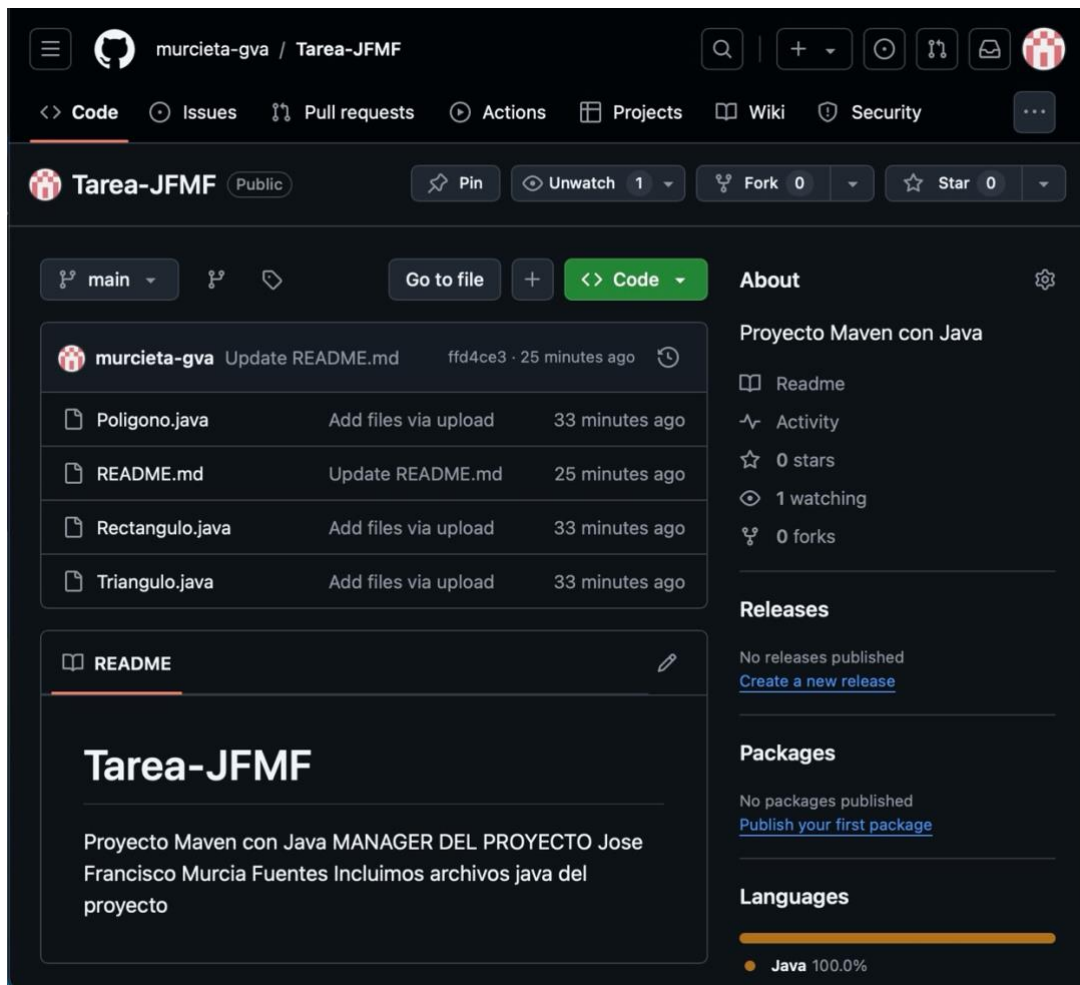 murcieta-gva / Tarea-JFMF
Code Issues Pull requests Actions Projects Wiki Security
Tarea-JFMF Public Pin Unwatch 1 Fork 0 Star 0
main Go to file Code
murcieta-gva Update README.md ffd4ce3 · 25 minutes ago
Poligono.java Add files via upload 33 minutes ago
README.md Update README.md 25 minutes ago
Rectangulo.java Add files via upload 33 minutes ago
Triangulo.java Add files via upload 33 minutes ago
README
Tarea-JFMF
Proyecto Maven con Java MANAGER DEL PROYECTO Jose
Francisco Murcia Fuentes Incluimos archivos java del
proyecto
About
Proyecto Maven con Java
Readme
Activity
0 stars
1 watching
0 forks
Releases
No releases published
Create a new release
Packages
No packages published
Publish your first package
Languages
Java 100.0%